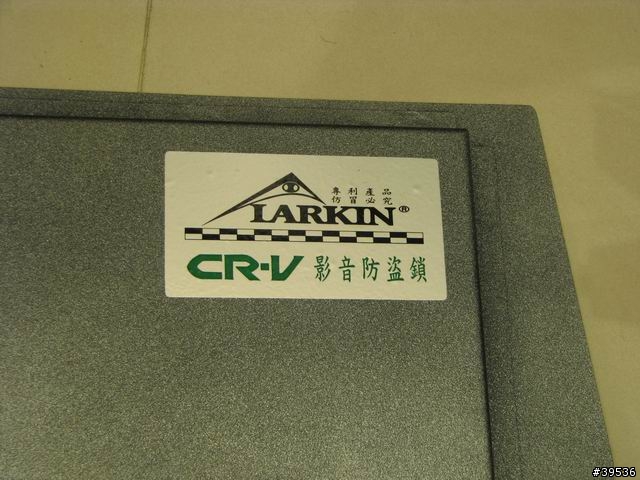 專利產品
仿冒必究
LARKIN®
CR-V 影音防盜鎖
#39536